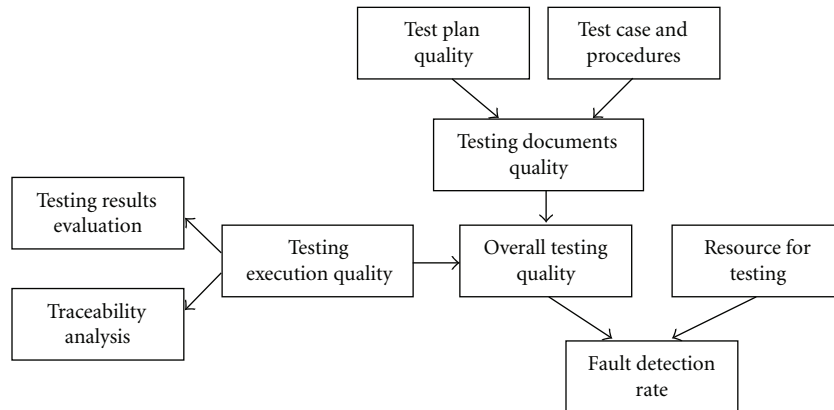 Test plan
quality
Test case and
procedures
Testing documents
quality
Testing results
evaluation
Testing
execution quality
Overall testing
quality
Resource for
testing
Traceability
analysis
Fault detection
rate